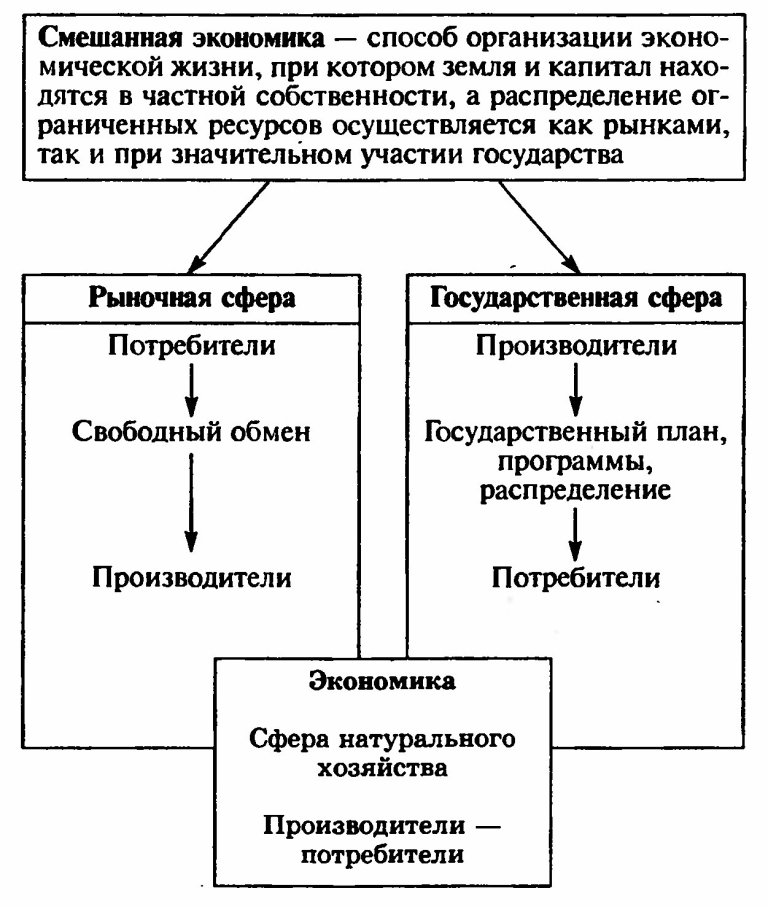 Смешанная экономика — способ организации эконо-
мической жизни, при котором земля и капитал нахо-
дятся в частной собственности, а распределение ог-
раниченных ресурсов осуществляется как рынками,
так и при значительном участии государства
Рыночная сфера
Потребители
Свободный обмен
Производители
Государственная сфера
Производители
Государственный план,
программы,
распределение
Потребители
Экономика
Сфера натурального
хозяйства
Производители —
потребители